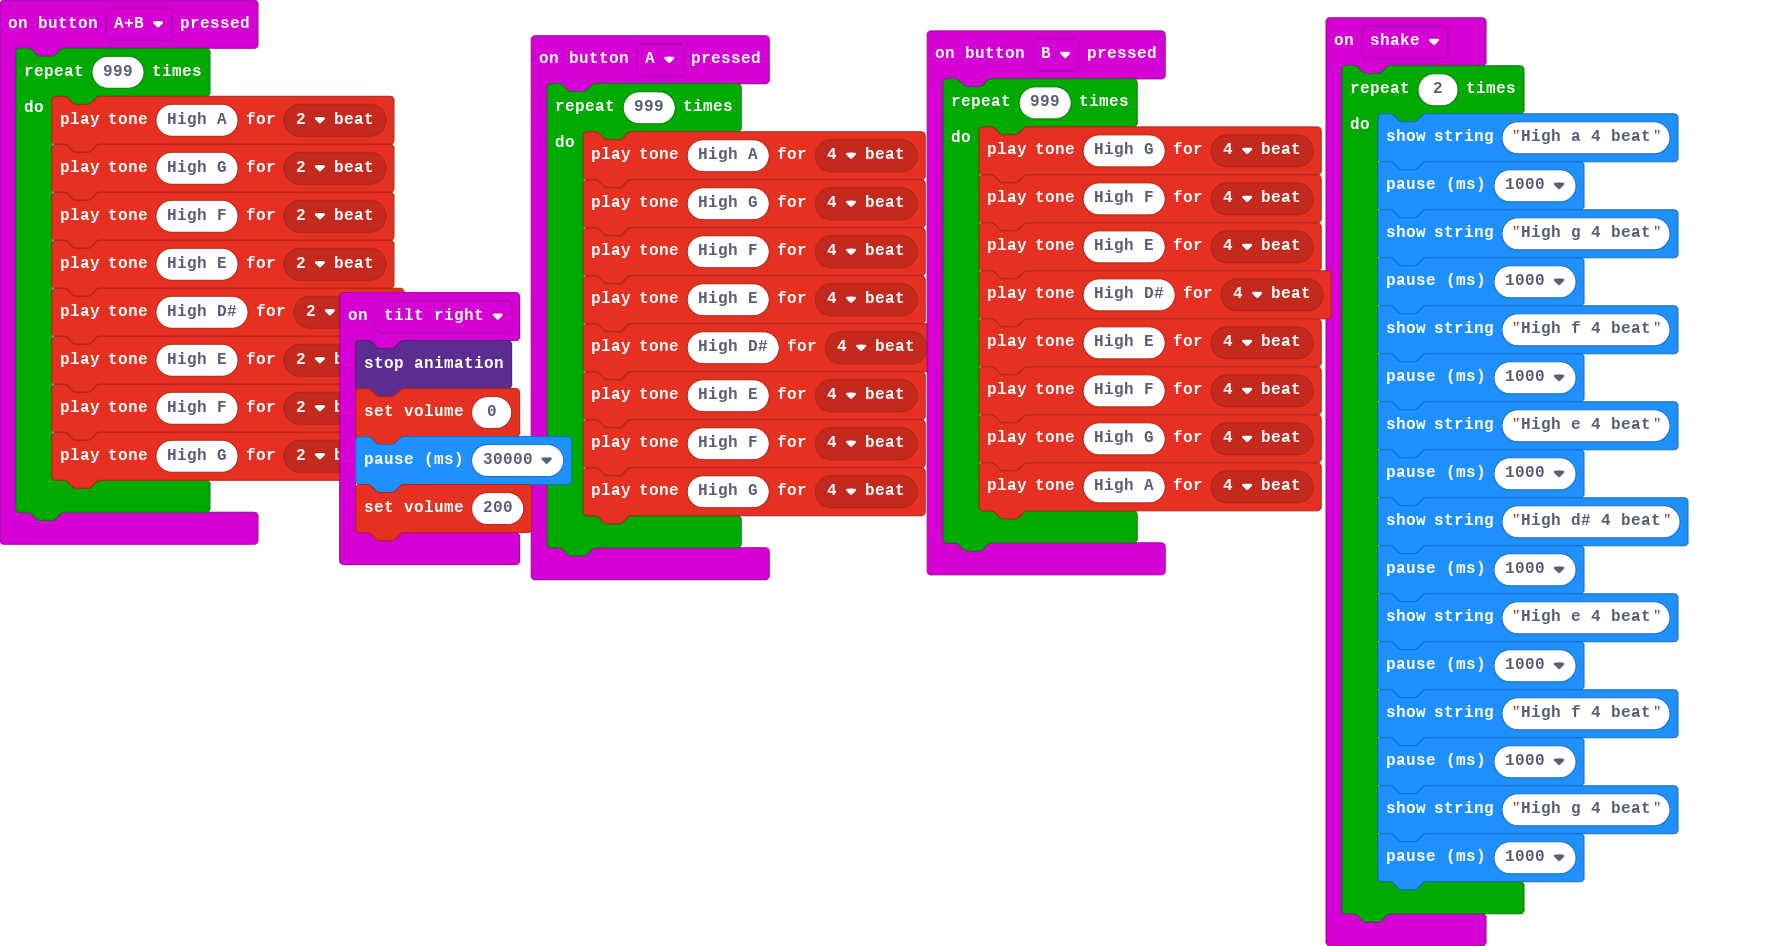 on button A+B pressed
repeat 999 times
do
play tone High A for 2 beat
play tone High G for 2 beat
play tone High F for 2 beat
play tone High E for 2 beat
play tone High D# for 2
play tone High E for 2 b
play tone High F for 2 b
play tone High G for 2 b
on tilt right
stop animation
set volume 0
pause (ms) 30000
set volume 200
on button A pressed
repeat 999 times
do
play tone High A for 4 beat
play tone High G for 4 beat
play tone High F for 4 beat
play tone High E for 4 beat
play tone High D# for 4 beat
play tone High E for 4 beat
play tone High F for 4 beat
play tone High G for 4 beat
on button B pressed
repeat 999 times
do
play tone High G for 4 beat
play tone High F for 4 beat
play tone High E for 4 beat
play tone High D# for 4 beat
play tone High E for 4 beat
play tone High F for 4 beat
play tone High G for 4 beat
play tone High A for 4 beat
on shake
repeat 2 times
do
show string "High a 4 beat"
pause (ms) 1000
show string "High g 4 beat"
pause (ms) 1000
show string "High f 4 beat"
pause (ms) 1000
show string "High e 4 beat"
pause (ms) 1000
show string "High d# 4 beat"
pause (ms) 1000
show string "High e 4 beat"
pause (ms) 1000
show string "High f 4 beat"
pause (ms) 1000
show string "High g 4 beat"
pause (ms) 1000